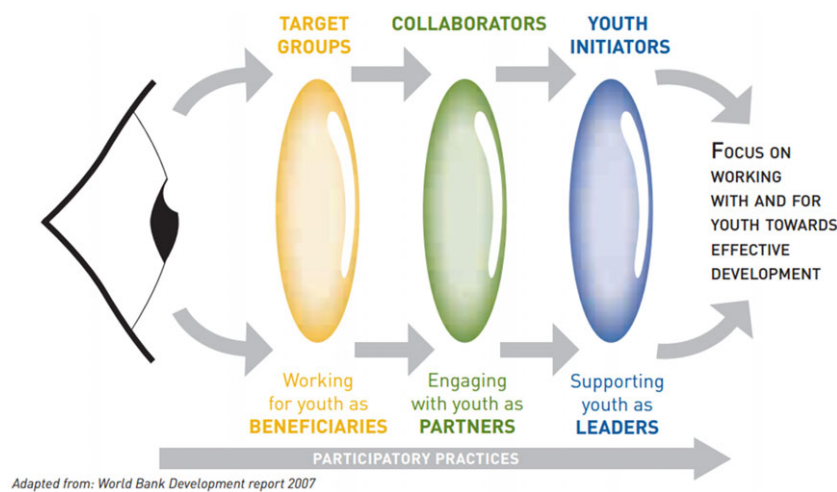 TARGET
GROUPS
COLLABORATORS
YOUTH
INITIATORS
FOCUS ON
WORKING
WITH AND FOR
YOUTH TOWARDS
EFFECTIVE
DEVELOPMENT
Working
for youth as
BENEFICIARIES
Engaging
with youth as
PARTNERS
Supporting
youth as
LEADERS
PARTICIPATORY PRACTICES
Adapted from: World Bank Development report 2007